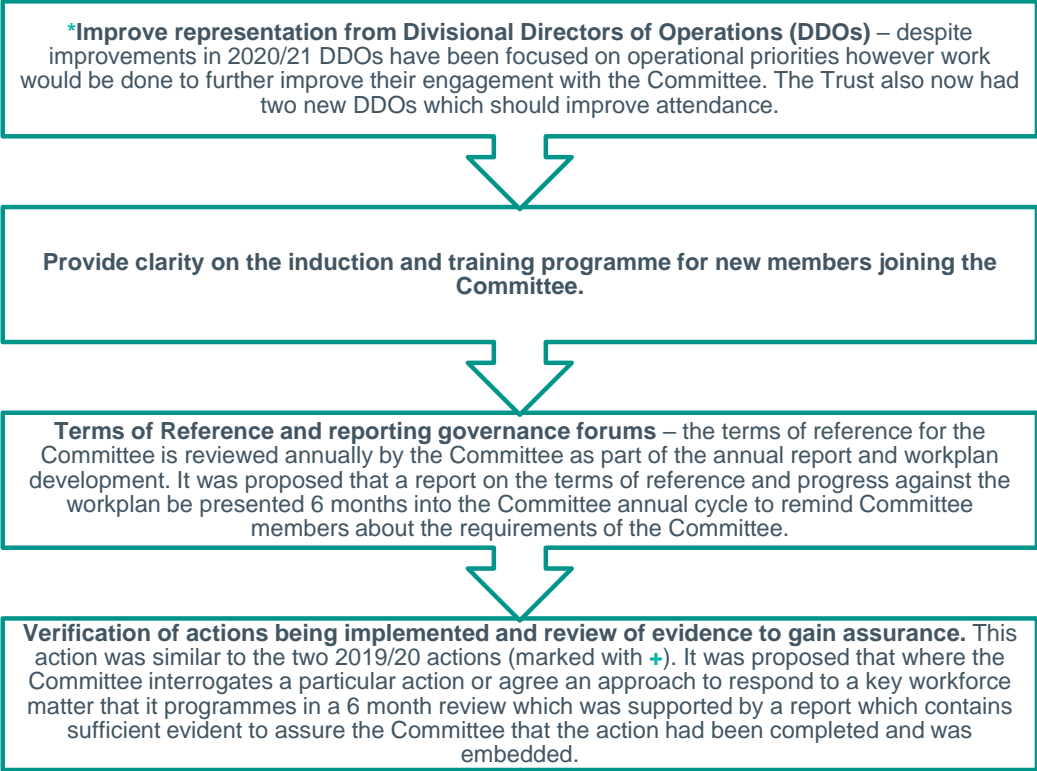 *Improve representation from Divisional Directors of Operations (DDOs) – despite
improvements in 2020/21 DDOs have been focused on operational priorities however work
would be done to further improve their engagement with the Committee. The Trust also now had
two new DDOs which should improve attendance.
Provide clarity on the induction and training programme for new members joining the
Committee.
Terms of Reference and reporting governance forums – the terms of reference for the
Committee is reviewed annually by the Committee as part of the annual report and workplan
development. It was proposed that a report on the terms of reference and progress against the
workplan be presented 6 months into the Committee annual cycle to remind Committee
members about the requirements of the Committee.
Verification of actions being implemented and review of evidence to gain assurance. This
action was similar to the two 2019/20 actions (marked with +). It was proposed that where the
Committee interrogates a particular action or agree an approach to respond to a key workforce
matter that it programmes in a 6 month review which was supported by a report which contains
sufficient evident to assure the Committee that the action had been completed and was
embedded.